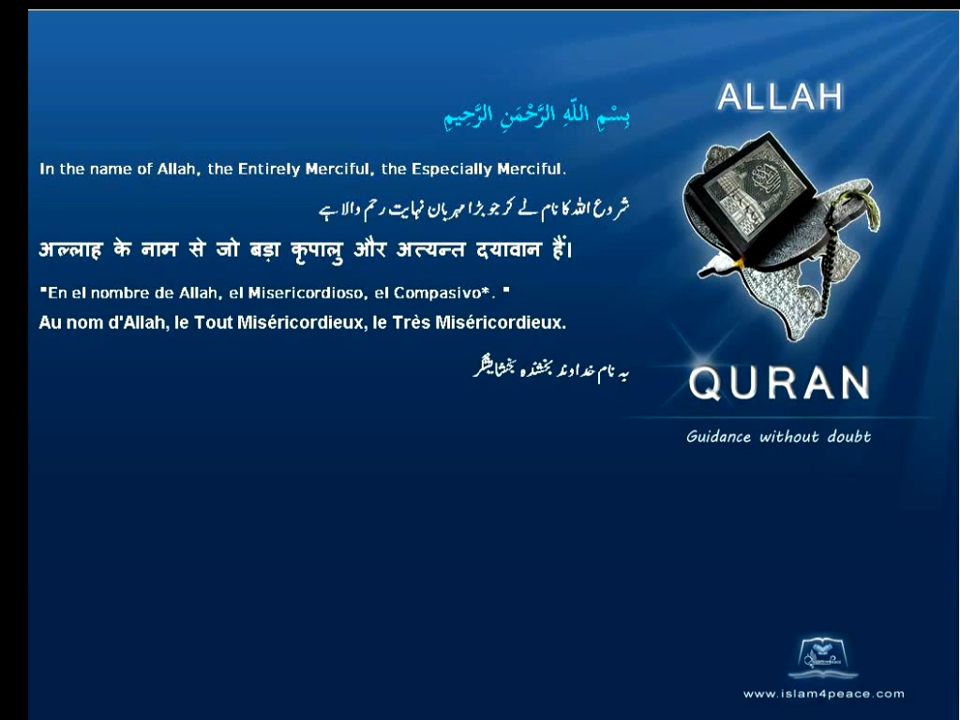 بِسْمِ اللّهِ الرَّحْمَنِ الرَّحِيمِ
In the name of Allah, the Entirely Merciful, the Especially Merciful.
شروع الله کا نام لے کر جو بڑا مہربان نہایت رحم والا ہے
अल्लाह के नाम से जो बड़ा कृपालु और अत्यन्त दयावान हैं।
"En el nombre de Allah, el Misericordioso, el Compasivo*. "
Au nom d'Allah, le Tout Miséricordieux, le Très Miséricordieux.
به نام خداوند بخشنده بخشایشگر
ALLAH
QURAN
Guidance without doubt
www.islam4peace.com